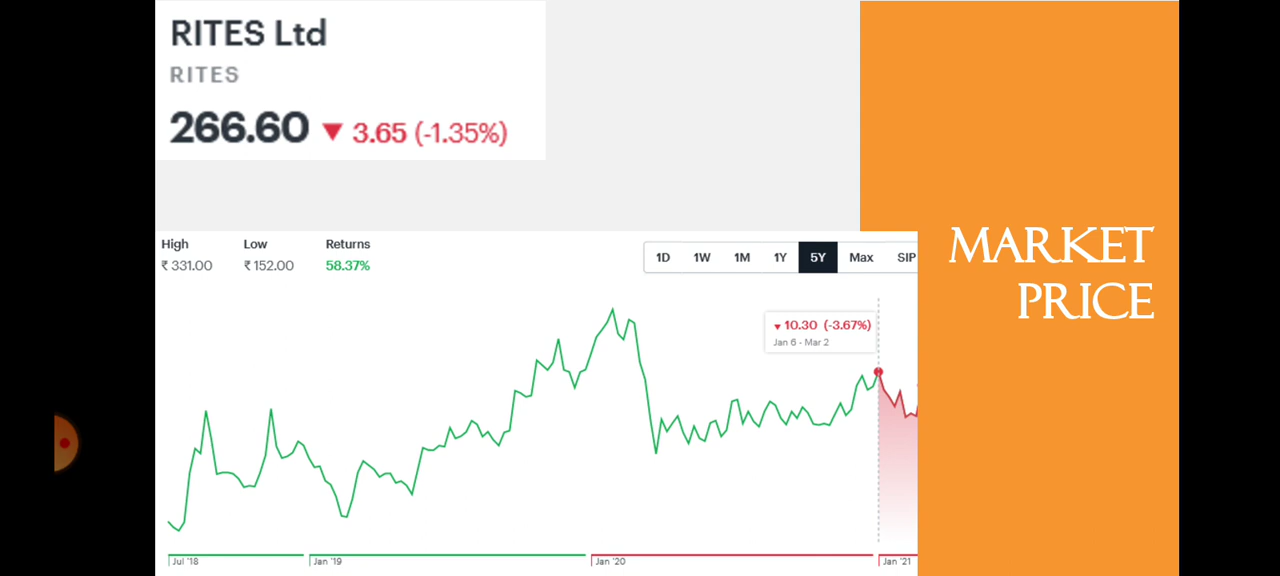 RITES Ltd
RITES
266.60 ▼ 3.65 (-1.35%)
High Low Returns
₹ 331.00 ₹ 152.00 58.37%
1D 1W 1M 1Y 5Y Max SIP
MARKET
PRICE
▼ 10.30 (-3.67%)
Jan 6 - Mar 2
Jul '18 Jan '19 Jan '20 Jan '21